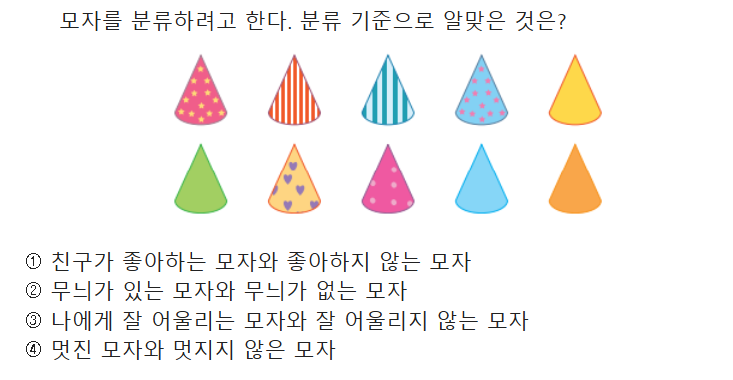 모자를 분류하려고 한다. 분류 기준으로 알맞은 것은?
① 친구가 좋아하는 모자와 좋아하지 않는 모자
② 무늬가 있는 모자와 무늬가 없는 모자
③ 나에게 잘 어울리는 모자와 잘 어울리지 않는 모자
④ 멋진 모자와 멋지지 않은 모자